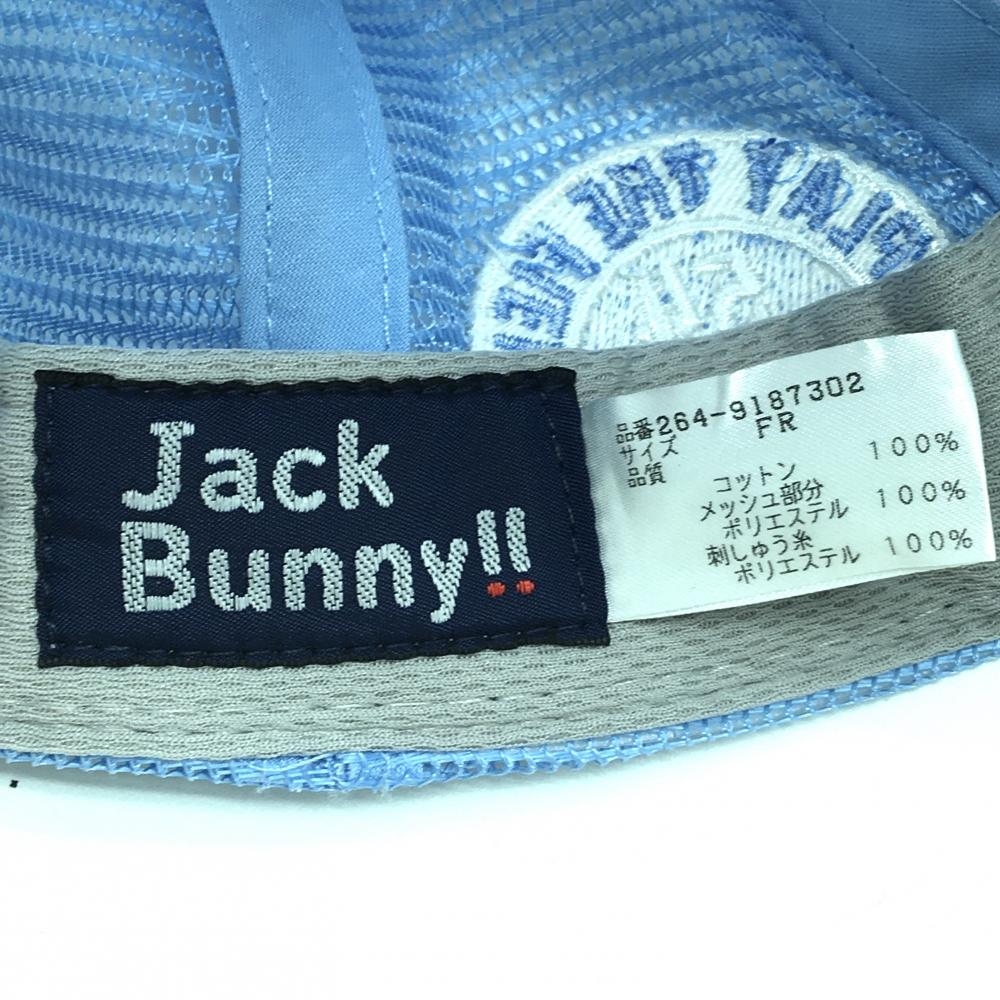 PLAY THE
Jack
Bunny!!
品番264-9187302
サイズ FR
品質
コットン 100%
メッシュ部分
ポリエステル 100%
刺しゅう糸
ポリエステル 100%